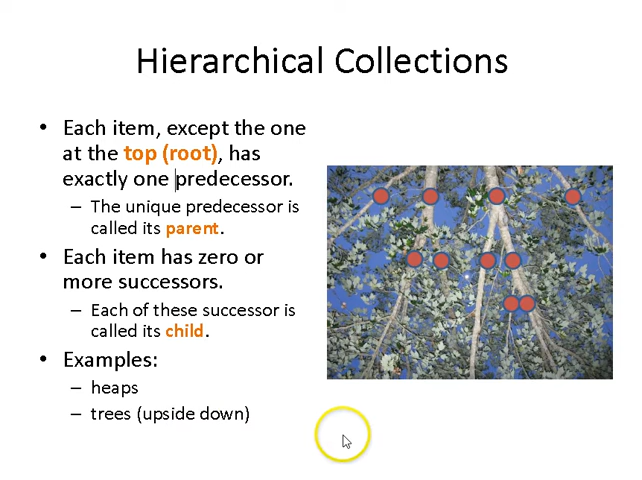 Hierarchical Collections
• Each item, except the one
at the top (root), has
exactly one predecessor.
– The unique predecessor is
called its parent.
• Each item has zero or
more successors.
– Each of these successor is
called its child.
• Examples:
– heaps
– trees (upside down)